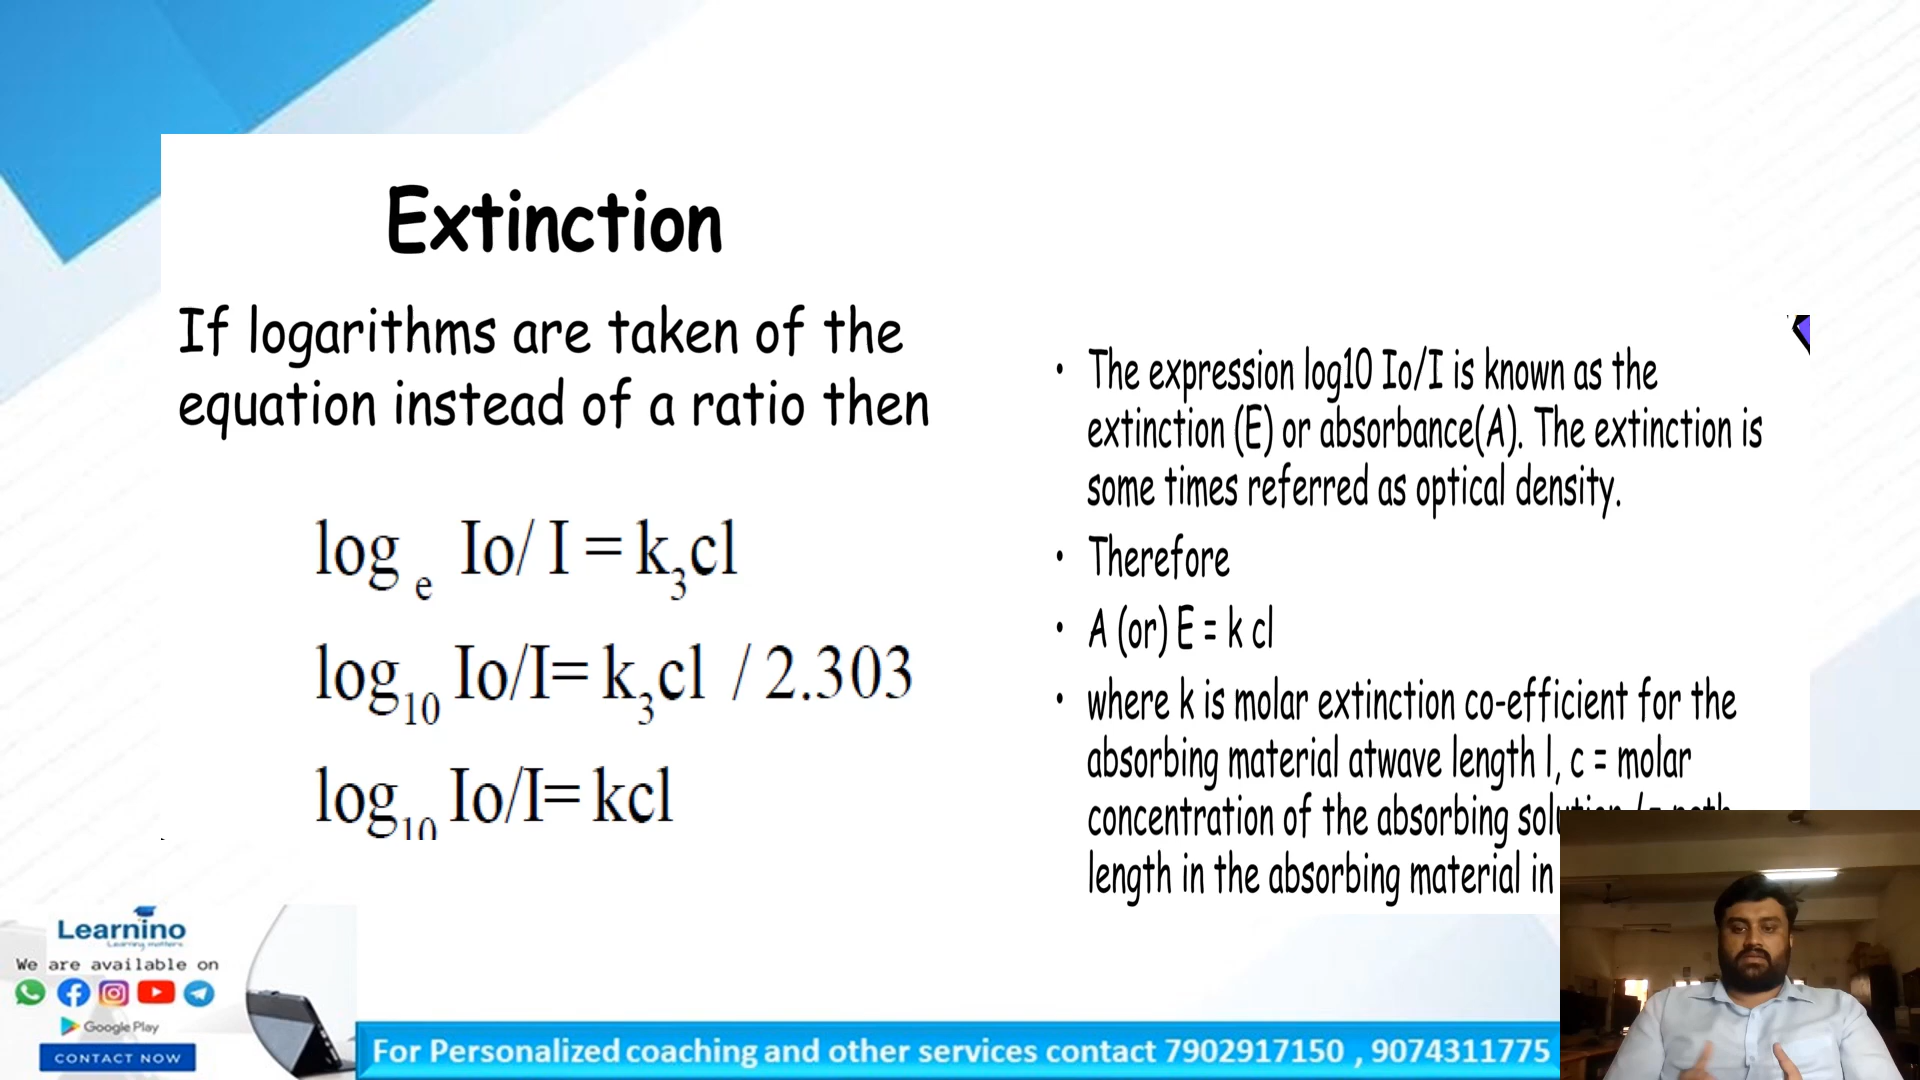 Extinction
If logarithms are taken of the
equation instead of a ratio then
log e Io/ I = k3cl
log10 Io/I= k3cl / 2.303
log10 Io/I= kcl
• The expression log10 Io/I is known as the
extinction (E) or absorbance(A). The extinction is
some times referred as optical density.
• Therefore
• A (or) E = k cl
• where k is molar extinction co-efficient for the
absorbing material atwave length l, c = molar
concentration of the absorbing
length in the absorbing material in
Learnino
Learning matters
We are available on
Google Play
CONTACT NOW
For Personalized coaching and other services contact 7902917150 , 9074311775